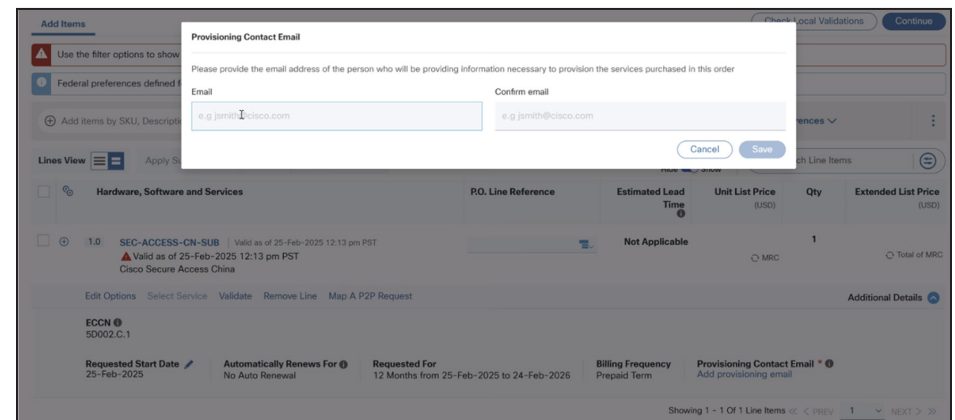 Add Items
Check Local Validations
Continue
Provisioning Contact Email
Use the filter options to show
Please provide the email address of the person who will be providing information necessary to provision the services purchased in this order
Federal preferences defined f
Email
Confirm email
e.g jsmith@cisco.com
e.g jsmith@cisco.com
Add items by SKU, Descripti
rences
Cancel
Save
Lines View
Apply Su
Hide
Show
ch Line Items
Hardware, Software and Services
P.O. Line Reference
Estimated Lead Time
Unit List Price (USD)
Qty
Extended List Price (USD)
1.0 SEC-ACCESS-CN-SUB | Valid as of 25-Feb-2025 12:13 pm PST
Not Applicable
1
Valid as of 25-Feb-2025 12:13 pm PST
MRC
Total of MRC
Cisco Secure Access China
Edit Options Select Service Validate Remove Line Map A P2P Request
Additional Details
ECCN
5D002.C.1
Requested Start Date
25-Feb-2025
Automatically Renews For
No Auto Renewal
Requested For
12 Months from 25-Feb-2025 to 24-Feb-2026
Billing Frequency
Prepaid Term
Provisioning Contact Email *
Add provisioning email
Showing 1 - 1 Of 1 Line Items << < PREV 1 NEXT > >>